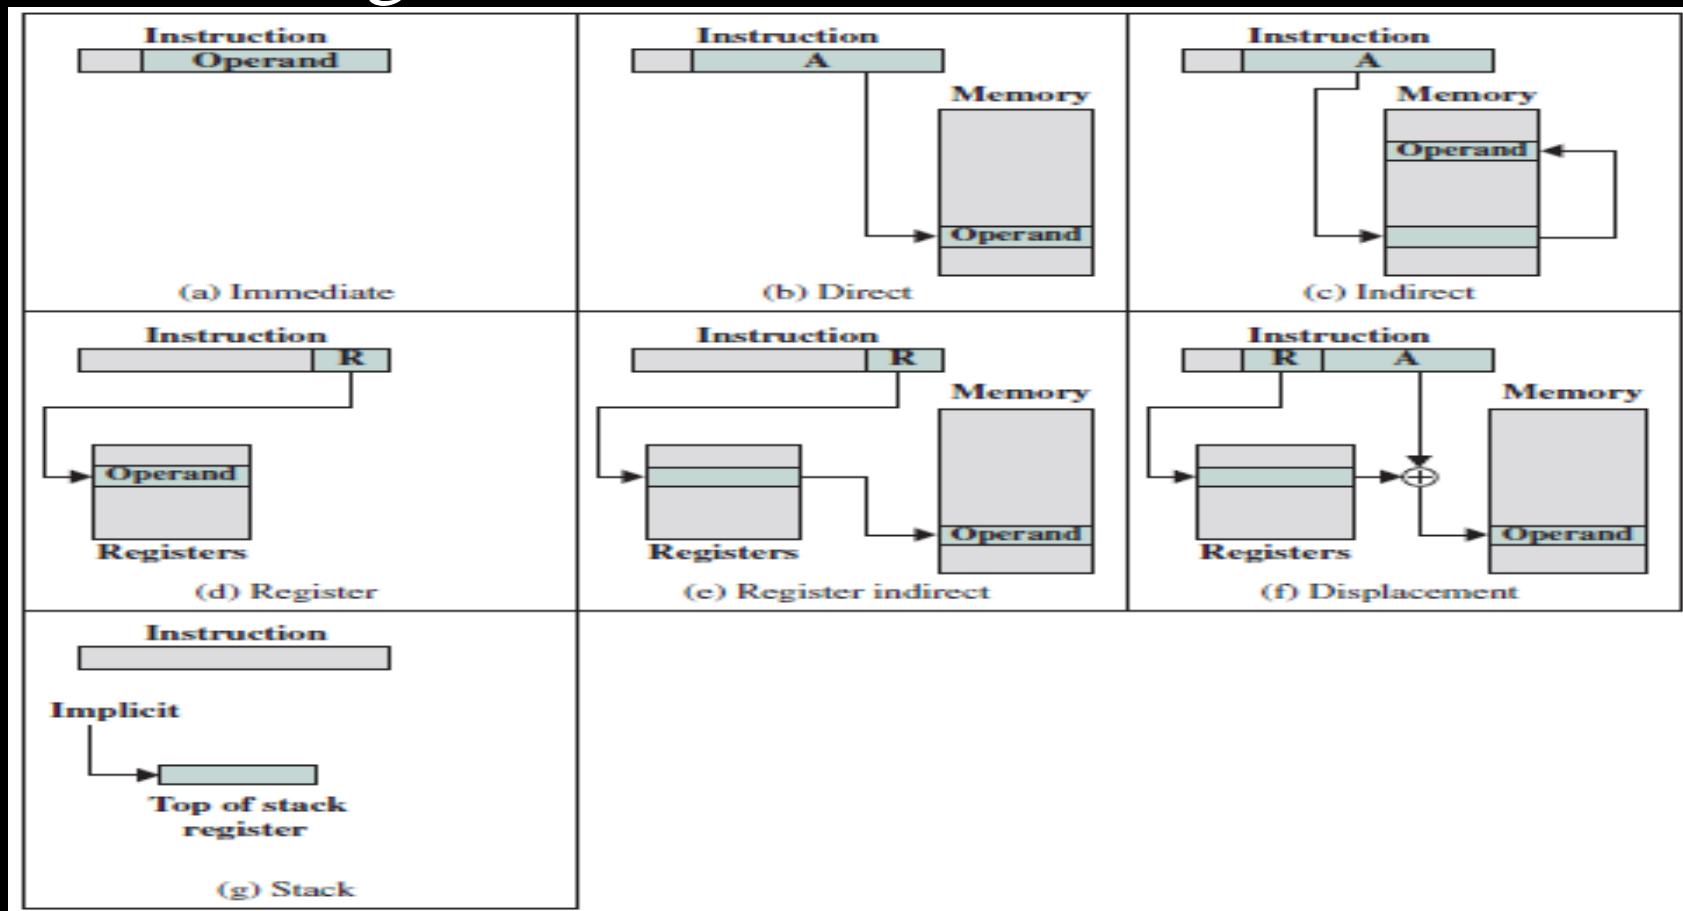 Instruction
Operand
(a) Immediate
Instruction
A
Memory
Operand
(b) Direct
Instruction
A
Memory
Operand
(c) Indirect
Instruction
R
Operand
Registers
(d) Register
Instruction
R
Memory
Operand
Registers
(e) Register indirect
Instruction
R A
Memory
Operand
Registers
(f) Displacement
Instruction
Implicit
Top of stack
register
(g) Stack